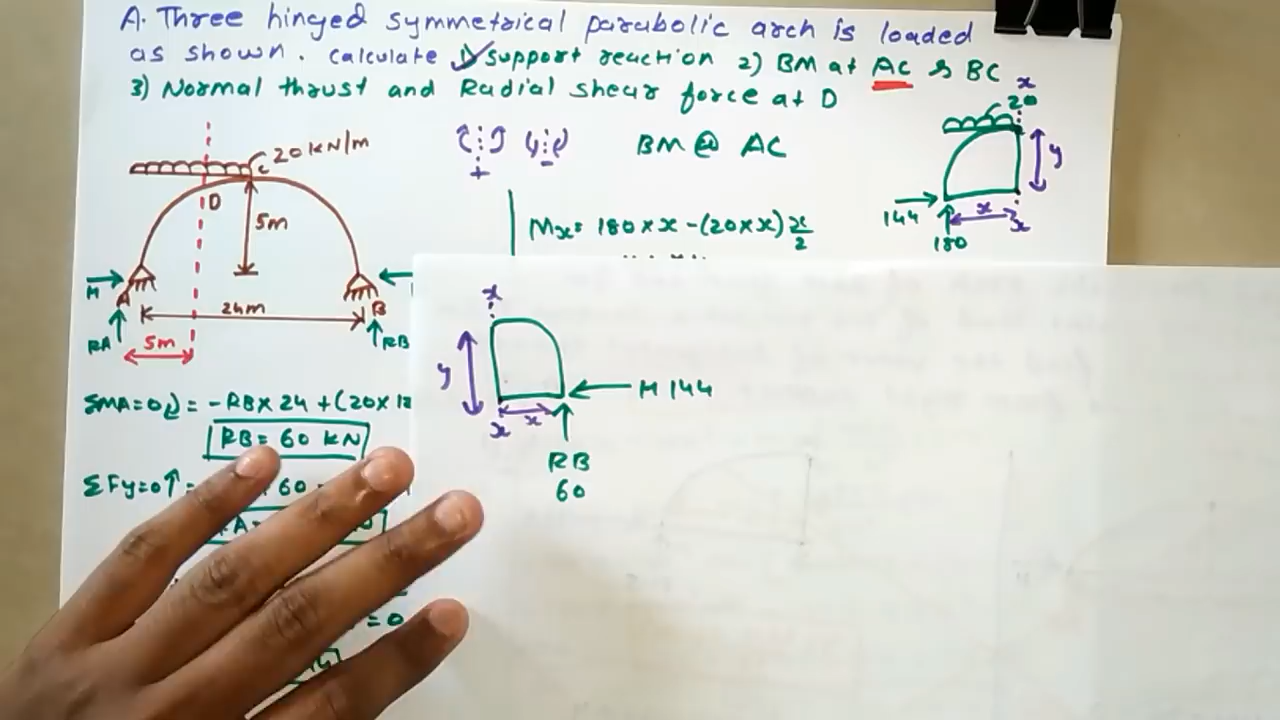 A. Three hinged symmetrical parabolic arch is loaded
as shown. calculate 1) support reaction 2) BM at AC & BC
3) Normal thrust and Radial shear force at D
20 kN/m
C
D
5m
H
A
24m
B
RA
RB
5m
+
-
BM @ AC
Mx = 180 × x - (20 × x) x/2
x
20
y
144
x
x
180
ΣMA=0 = -RB × 24 + (20 × 12
RB = 60 kN
ΣFy=0↑ =
60
= 0
x
y
H 144
x
x
RB
60